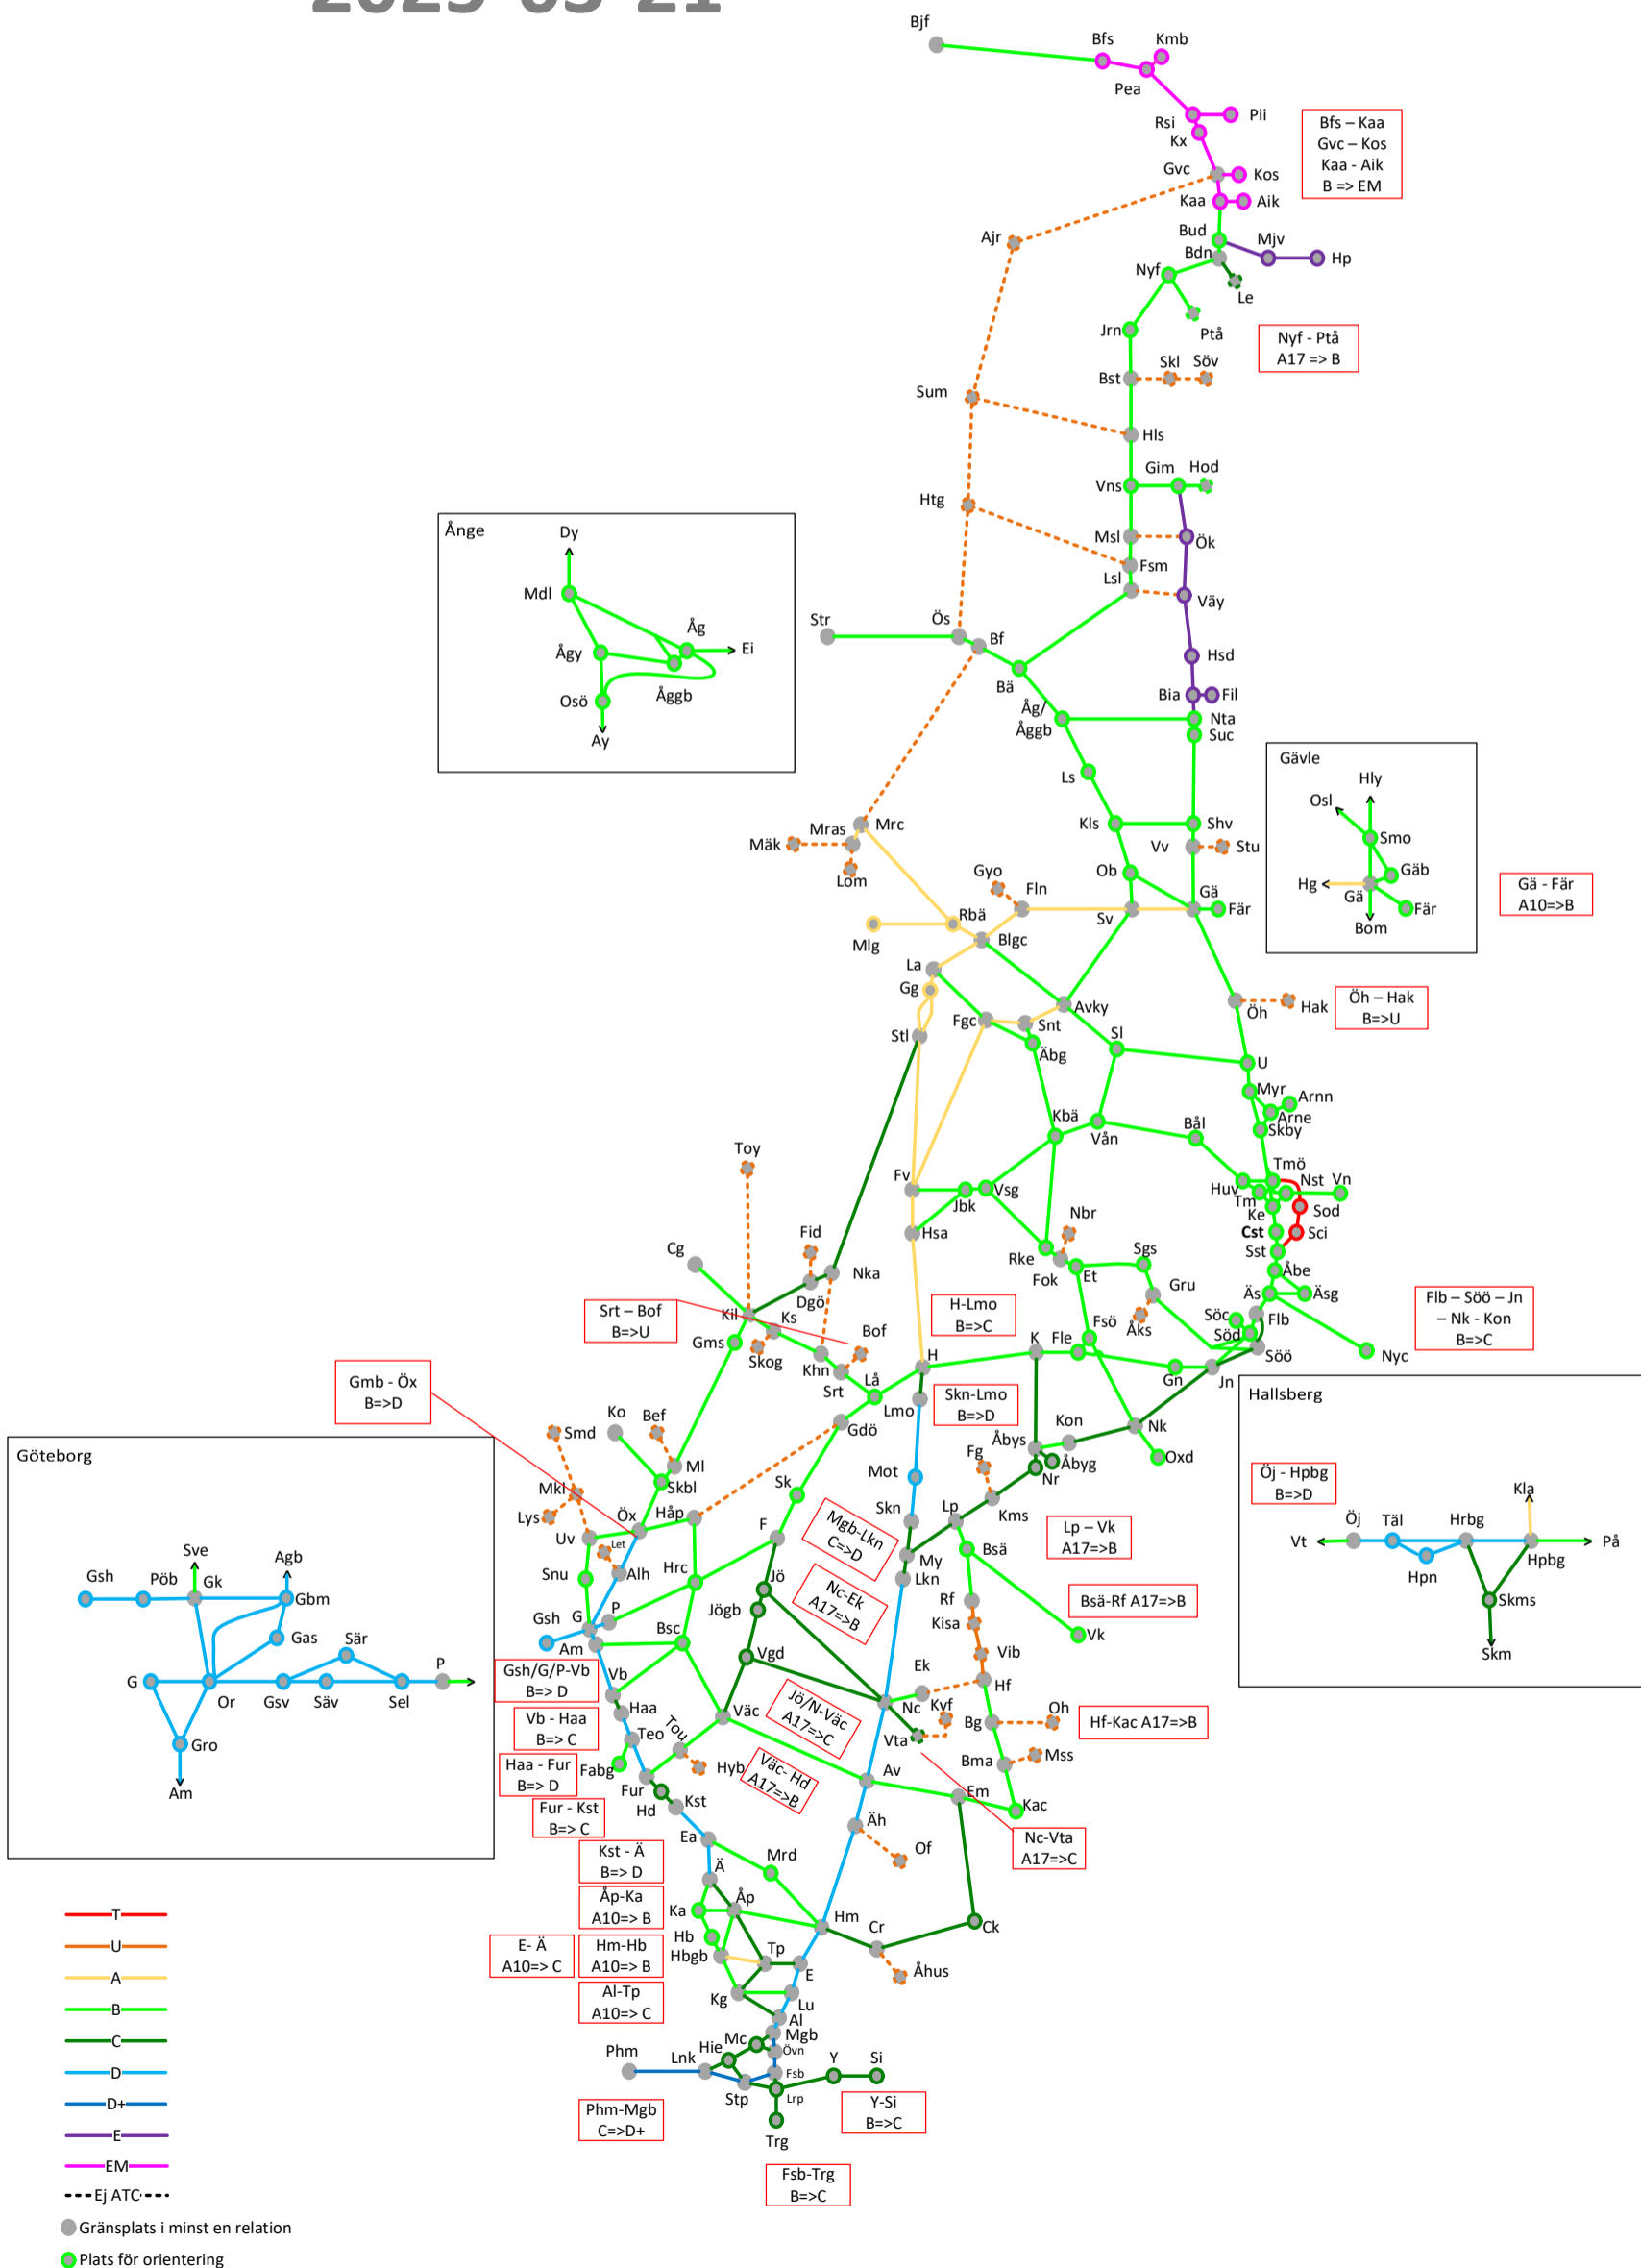 2025-05-21
Bjf
Bfs
Kmb
Pea
Pii
Rsi
Kx
Bfs – Kaa
Gvc – Kos
Kaa - Aik
B => EM
Gvc
Kos
Kaa
Aik
Ajr
Bud
Mjv
Bdn
Hp
Nyf
Le
Ptå
Jrn
Nyf - Ptå
A17 => B
Bst
Skl
Söv
Sum
Hls
Gim
Hod
Vns
Htg
Msl
Ök
Fsm
Lsl
Väy
Ånge
Dy
Mdl
Åg
Ågy
Ei
Åggb
Osö
Ay
Str
Ös
Bf
Hsd
Bä
Bia
Fil
Åg/
Åggb
Nta
Suc
Ls
Gävle
Hly
Osl
Smo
Gäb
Hg
Gä
Fär
Bom
Gä - Fär
A10=>B
Kls
Shv
Mrc
Mras
Mäk
Lom
Vv
Stu
Ob
Gyo
Fln
Gä
Fär
Rbä
Sv
Mlg
Blgc
La
Gg
Avky
Öh
Hak
Öh – Hak
B=>U
Fgc
Snt
Stl
Äbg
Sl
U
Myr
Arnn
Arne
Skby
Kbä
Vån
Bål
Toy
Fv
Jbk
Vsg
Tmö
Huv
Nst
Vn
Tm
Ke
Sod
Cst
Sci
Sst
Hsa
Nbr
Fid
Cg
Nka
Rke
Fok
Et
Sgs
Åbe
Äs
Äsg
Dgö
Gru
Srt – Bof
B=>U
H-Lmo
B=>C
Flb – Söö – Jn
– Nk - Kon
B=>C
Kil
Ks
Bof
Åks
Söc
Flb
Gms
Skog
Khn
Srt
H
K
Fle
Fsö
Söd
Söö
Nyc
Gn
Jn
Gmb - Öx
B=>D
Lå
Lmo
Skn-Lmo
B=>D
Hallsberg
Öj - Hpbg
B=>D
Kla
Öj
Täl
Hrbg
Vt
På
Hpn
Hpbg
Skms
Skm
Smd
Ko
Bef
Gdö
Kon
Nk
Åbys
Åbyg
Oxd
Nr
Ml
Skbl
Fg
Göteborg
Sve
Agb
Gsh
Pöb
Gk
Gbm
Gas
Sär
G
P
Or
Gsv
Säv
Sel
Gro
Am
Mkl
Lys
Sk
Mot
Öx
Håp
Skn
Lp
Kms
Mgb-Lkn
C=>D
Lp – Vk
A17=>B
Uv
Let
F
My
Lkn
Bsä
Snu
Alh
Hrc
Jö
Nc-Ek
A17=>B
Rf
Bsä-Rf A17=>B
Gsh
G
P
Jögb
Kisa
Am
Bsc
Vgd
Vib
Vk
Gsh/G/P-Vb
B=> D
Vb
Ek
Hf
Haa
Väc
Jö/N-Väc
A17=>C
Nc
Kvf
Vta
Bg
Oh
Hf-Kac A17=>B
Vb - Haa
B=> C
Teo
Tou
Fabg
Hyb
Väc- Hd
A17=>B
Bma
Mss
Haa - Fur
B=> D
Fur
Hd
Av
Em
Kac
Fur - Kst
B=> C
Kst
Äh
Nc-Vta
A17=>C
Ea
Of
Kst - Ä
B=> D
Ä
Mrd
Åp-Ka
A10=> B
Ka
Åp
Hm
Cr
Ck
T
U
A
B
C
D
D+
E
EM
Ej ATC
Gränsplats i minst en relation
Plats för orientering
Hb
Hbgb
E- Ä
A10=> C
Hm-Hb
A10=> B
Tp
E
Åhus
Al-Tp
A10=> C
Kg
Lu
Al
Mgb
Mc
Övn
Hie
Phm
Lnk
Fsb
Y
Si
Stp
Lrp
Phm-Mgb
C=>D+
Y-Si
B=>C
Trg
Fsb-Trg
B=>C